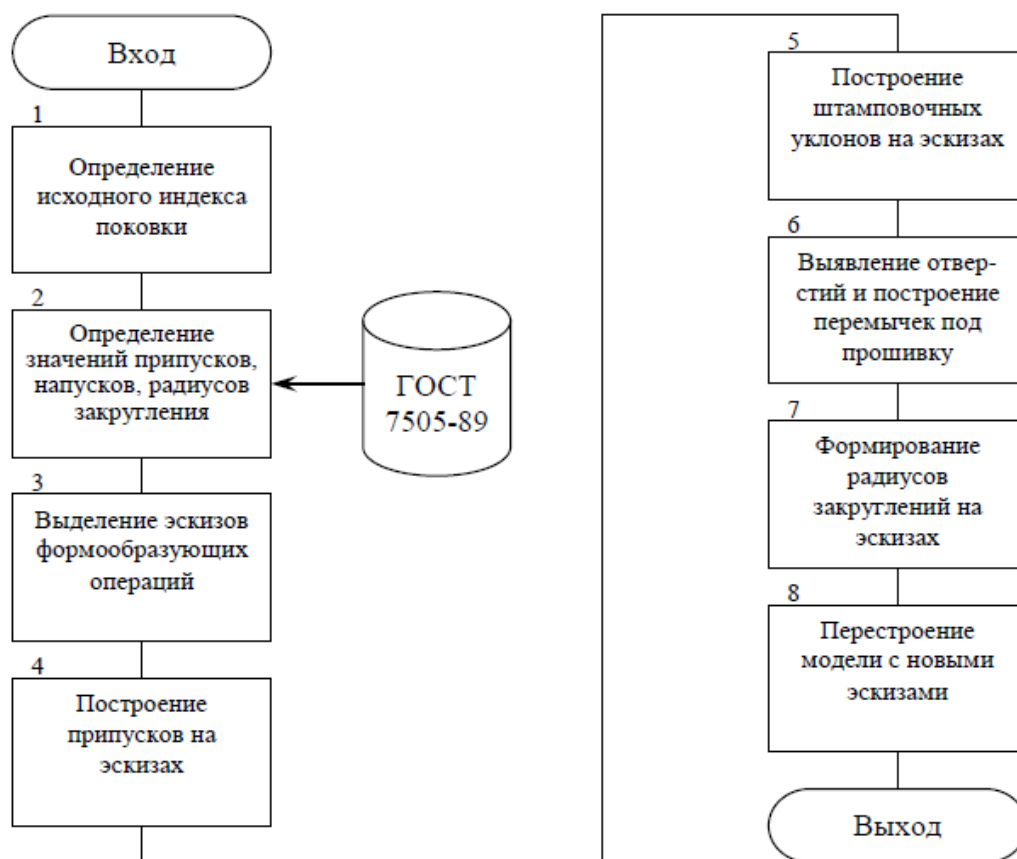 Вход
1
Определение
исходного индекса
поковки
2
Определение
значений припусков,
напусков, радиусов
закругления
ГОСТ
7505-89
3
Выделение эскизов
формообразующих
операций
4
Построение
припусков на
эскизах
5
Построение
штамповочных
уклонов на эскизах
6
Выявление отвер-
стий и построение
перемычек под
прошивку
7
Формирование
радиусов
закруглений на
эскизах
8
Перестроение
модели с новыми
эскизами
Выход